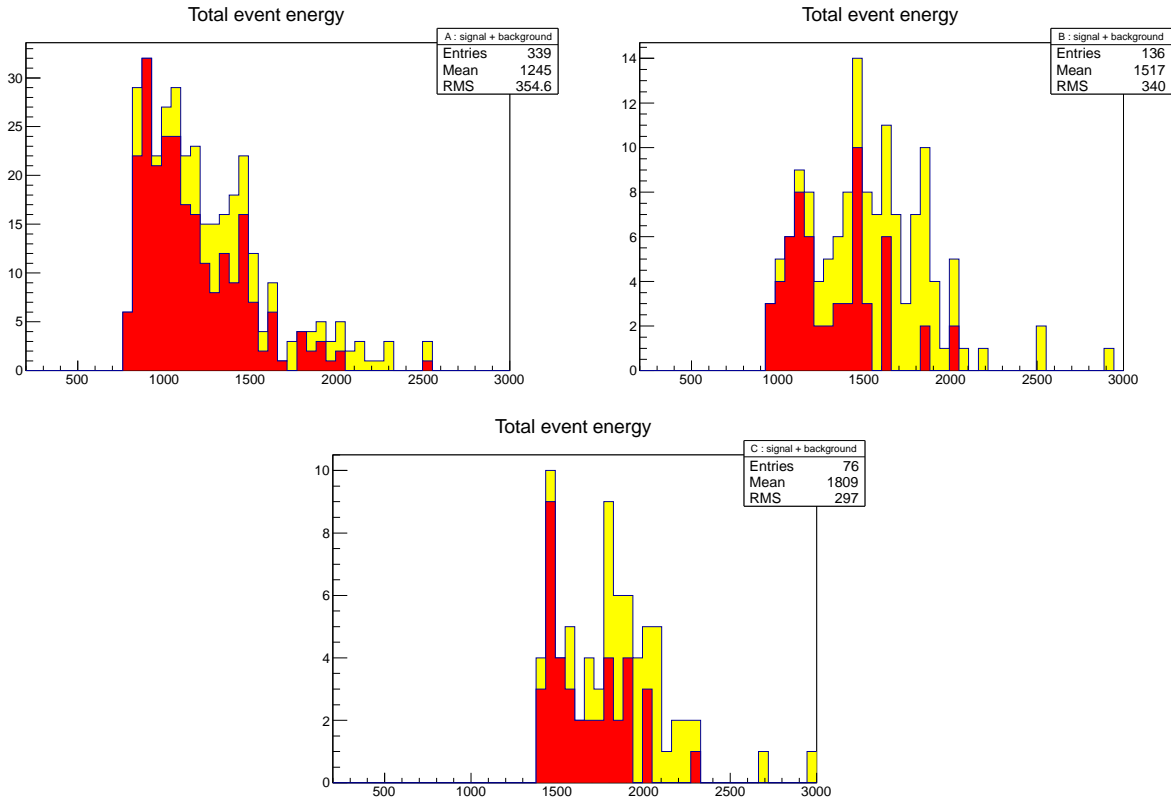 Total event energy
A : signal + background
Entries 339
Mean 1245
RMS 354.6
30
25
20
15
10
5
0
500 1000 1500 2000 2500 3000
Total event energy
B : signal + background
Entries 136
Mean 1517
RMS 340
14
12
10
8
6
4
2
0
500 1000 1500 2000 2500 3000
Total event energy
C : signal + background
Entries 76
Mean 1809
RMS 297
10
8
6
4
2
0
500 1000 1500 2000 2500 3000